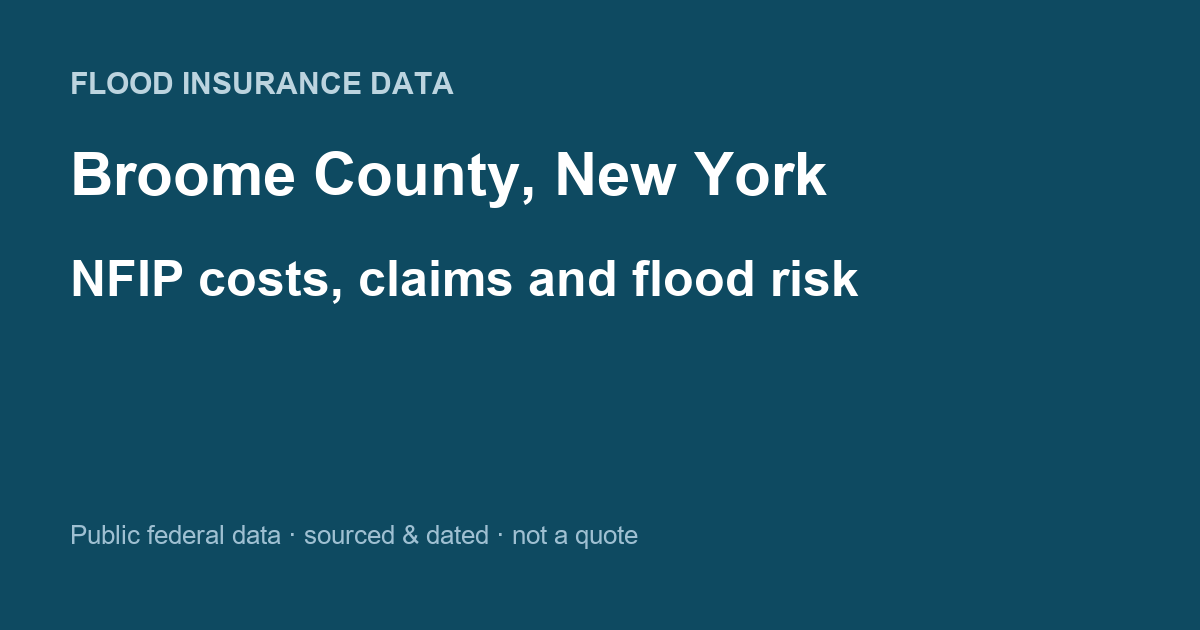 FLOOD INSURANCE DATA
Broome County, New York
NFIP costs, claims and flood risk
Public federal data · sourced & dated · not a quote